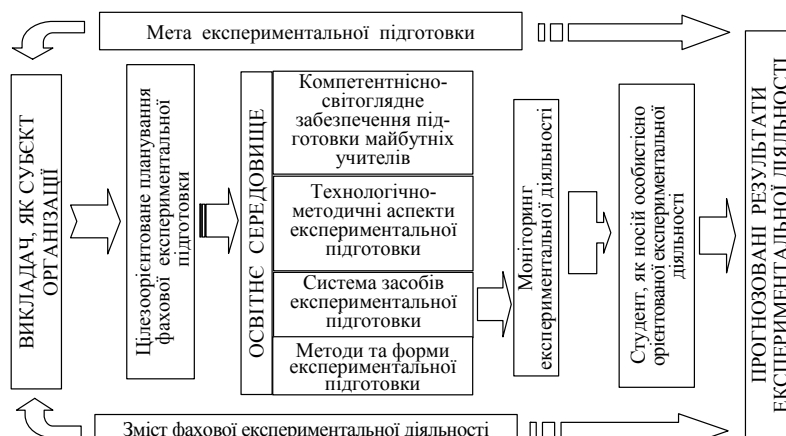 Мета експериментальної підготовки
ВИКЛАДАЧ, ЯК СУБЄКТ
ОРГАНІЗАЦІЇ
Цілезоорієнтоване планування
фахової експериментальної
підготовки
ОСВІТНЄ СЕРЕДОВИЩЕ
Компетентнісно-
світоглядне
забезпечення під-
готовки майбутніх
учителів
Технологічно-
методичні аспекти
експериментальної
підготовки
Система засобів
експериментальної
підготовки
Методи та форми
експериментальної
підготовки
Моніторинг
експериментальної діяльності
Студент, як носій особистісно
орієнтованої експериментальної
діяльності
ПРОГНОЗОВАНІ РЕЗУЛЬТАТИ
ЕКСПЕРИМЕНТАЛЬНОЇ ДІЯЛЬНОСТІ
Зміст фахової експериментальної діяльності